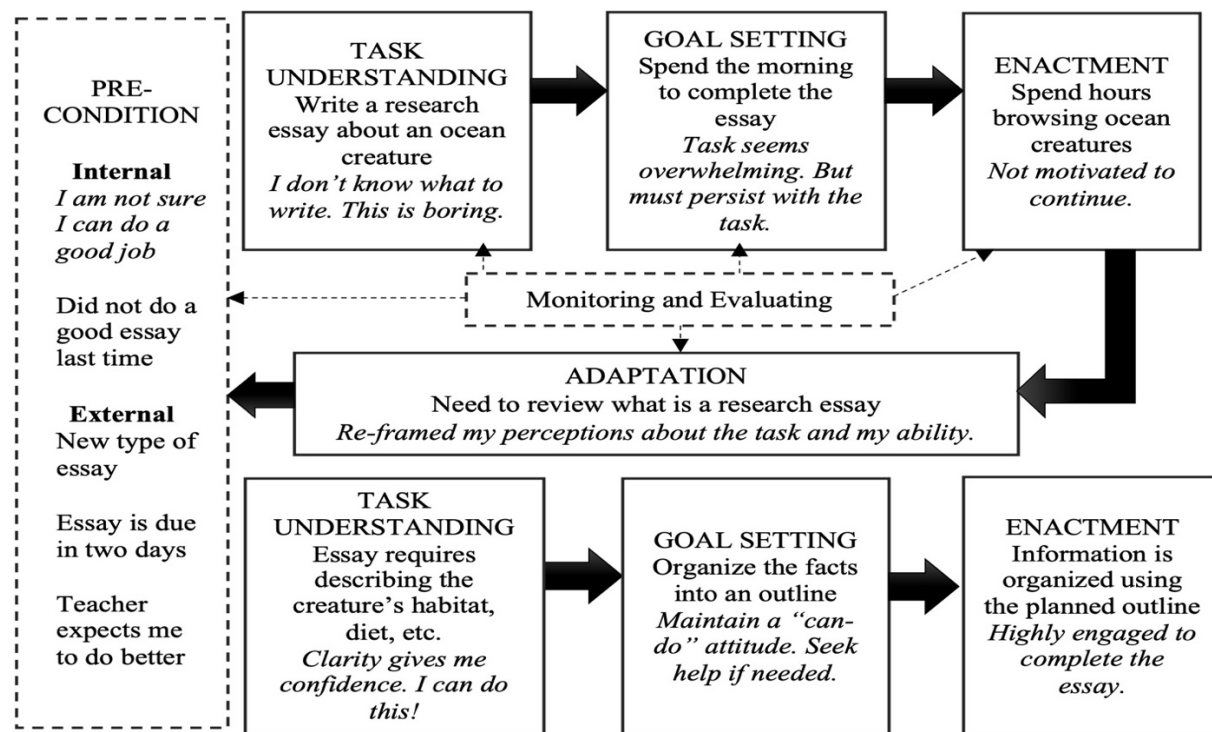 PRE-
CONDITION
Internal
I am not sure
I can do a
good job
Did not do a
good essay
last time
External
New type of
essay
Essay is due
in two days
Teacher
expects me
to do better
TASK
UNDERSTANDING
Write a research
essay about an ocean
creature
I don’t know what to
write. This is boring.
GOAL SETTING
Spend the morning
to complete the
essay
Task seems
overwhelming. But
must persist with the
task.
ENACTMENT
Spend hours
browsing ocean
creatures
Not motivated to
continue.
Monitoring and Evaluating
ADAPTATION
Need to review what is a research essay
Re-framed my perceptions about the task and my ability.
TASK
UNDERSTANDING
Essay requires
describing the
creature’s habitat,
diet, etc.
Clarity gives me
confidence. I can do
this!
GOAL SETTING
Organize the facts
into an outline
Maintain a “can-
do” attitude. Seek
help if needed.
ENACTMENT
Information is
organized using
the planned outline
Highly engaged to
complete the
essay.